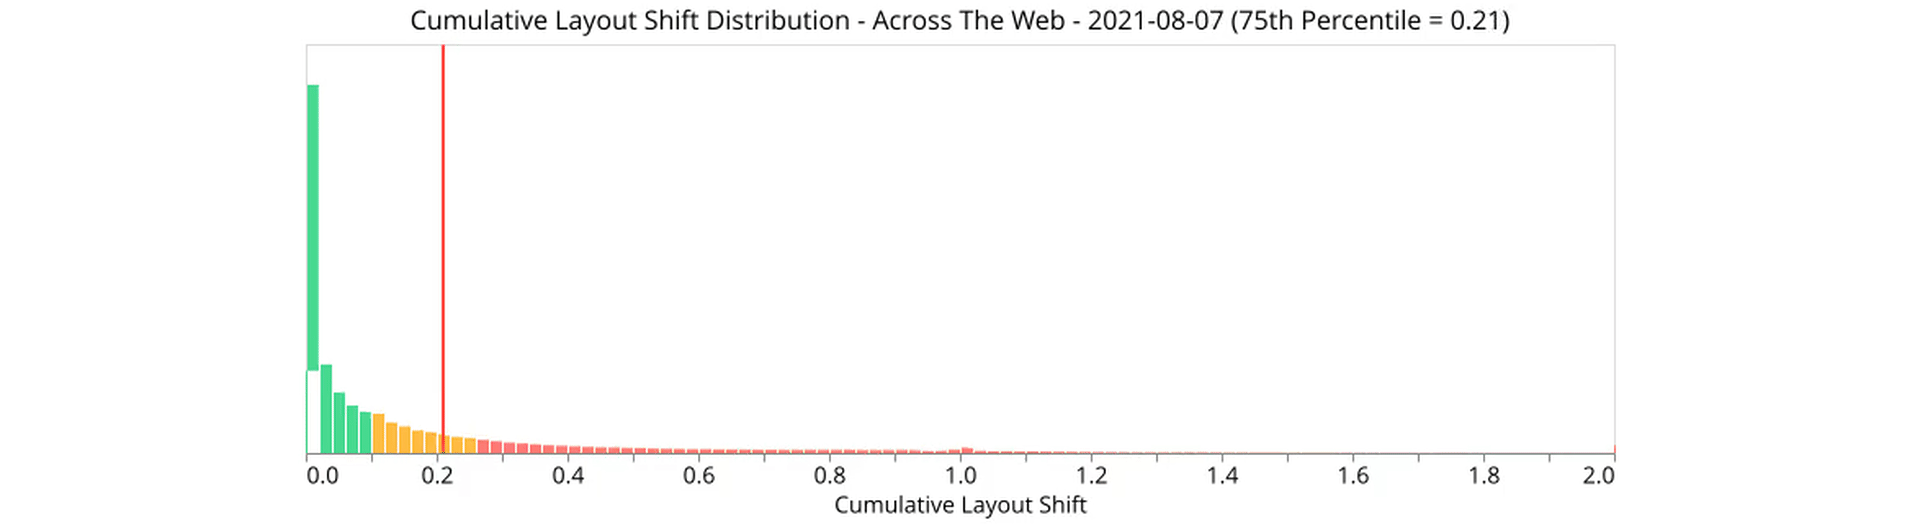 Cumulative Layout Shift Distribution - Across The Web - 2021-08-07 (75th Percentile = 0.21)
0.0 0.2 0.4 0.6 0.8 1.0 1.2 1.4 1.6 1.8 2.0
Cumulative Layout Shift